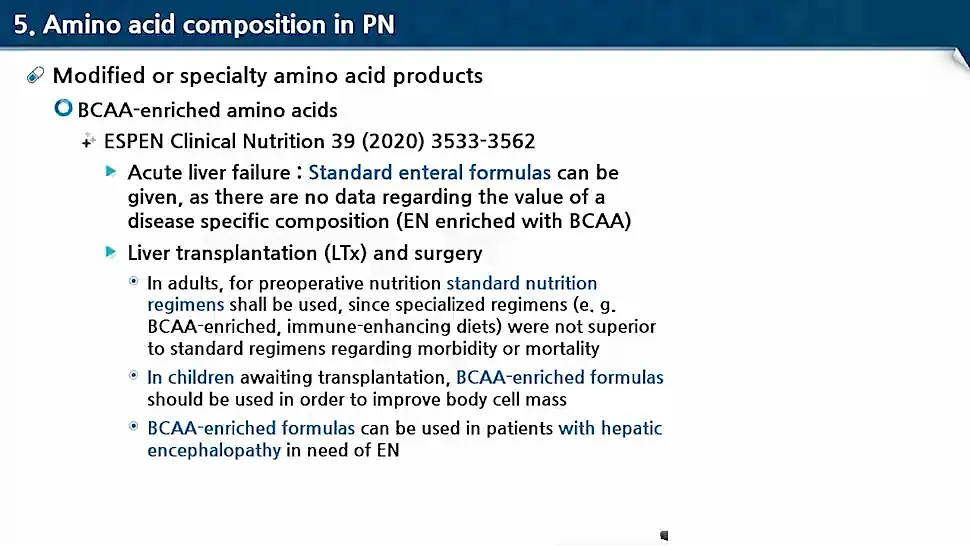 5. Amino acid composition in PN
Modified or specialty amino acid products
BCAA-enriched amino acids
ESPEN Clinical Nutrition 39 (2020) 3533-3562
Acute liver failure : Standard enteral formulas can be
given, as there are no data regarding the value of a
disease specific composition (EN enriched with BCAA)
Liver transplantation (LTx) and surgery
In adults, for preoperative nutrition standard nutrition
regimens shall be used, since specialized regimens (e. g.
BCAA-enriched, immune-enhancing diets) were not superior
to standard regimens regarding morbidity or mortality
In children awaiting transplantation, BCAA-enriched formulas
should be used in order to improve body cell mass
BCAA-enriched formulas can be used in patients with hepatic
encephalopathy in need of EN